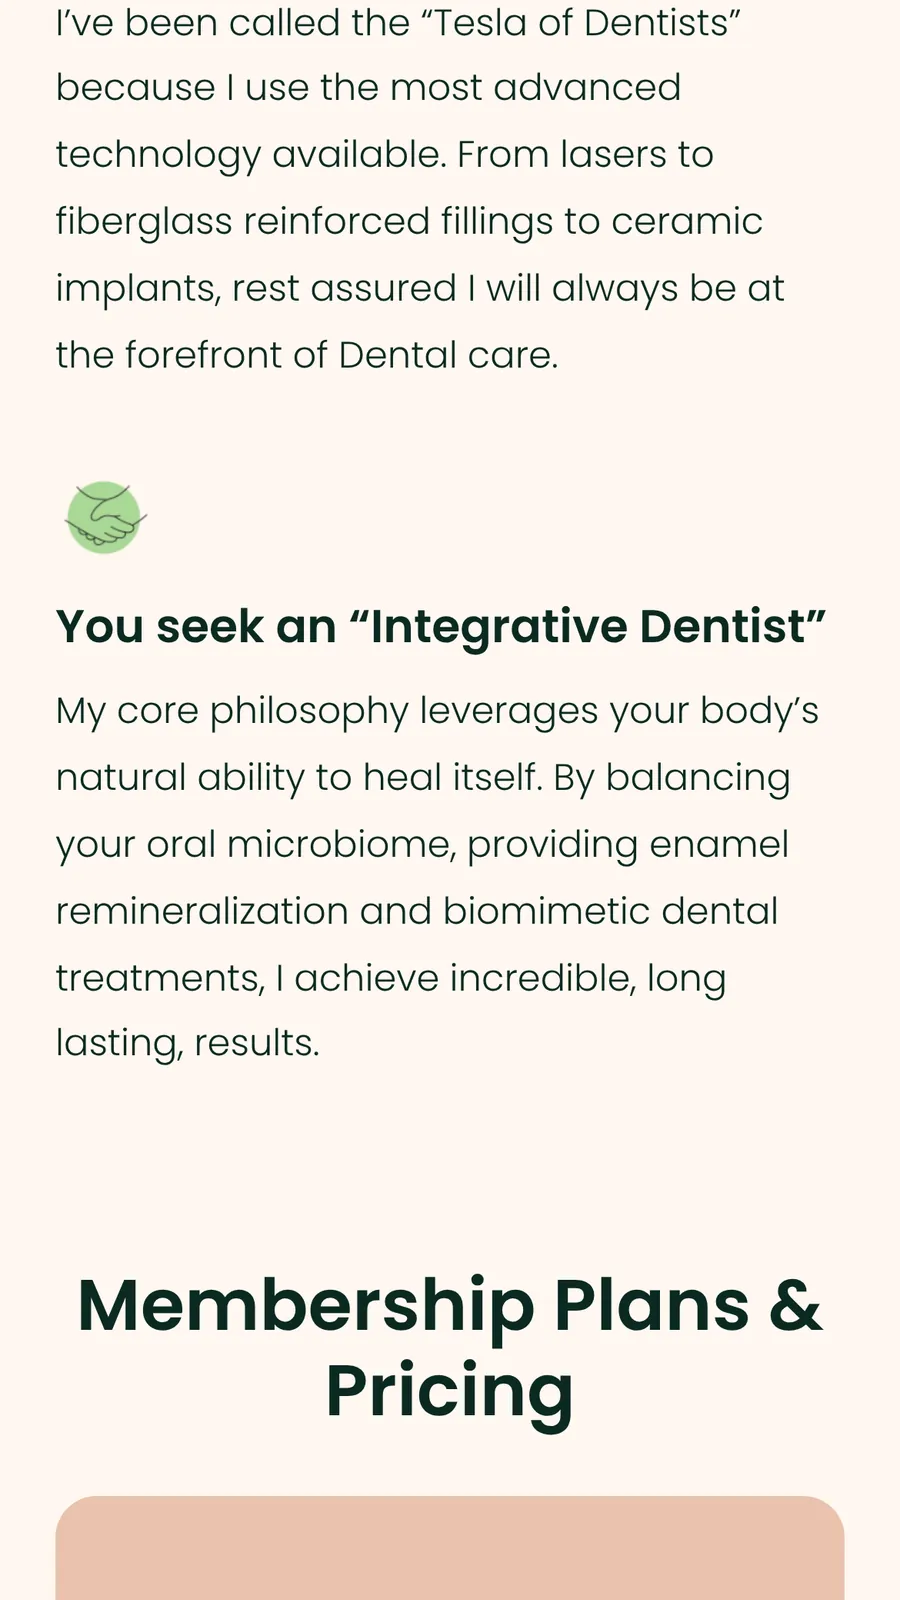 I’ve been called the “Tesla of Dentists”
because I use the most advanced
technology available. From lasers to
fiberglass reinforced fillings to ceramic
implants, rest assured I will always be at
the forefront of Dental care.
You seek an “Integrative Dentist”
My core philosophy leverages your body’s
natural ability to heal itself. By balancing
your oral microbiome, providing enamel
remineralization and biomimetic dental
treatments, I achieve incredible, long
lasting, results.
Membership Plans &
Pricing